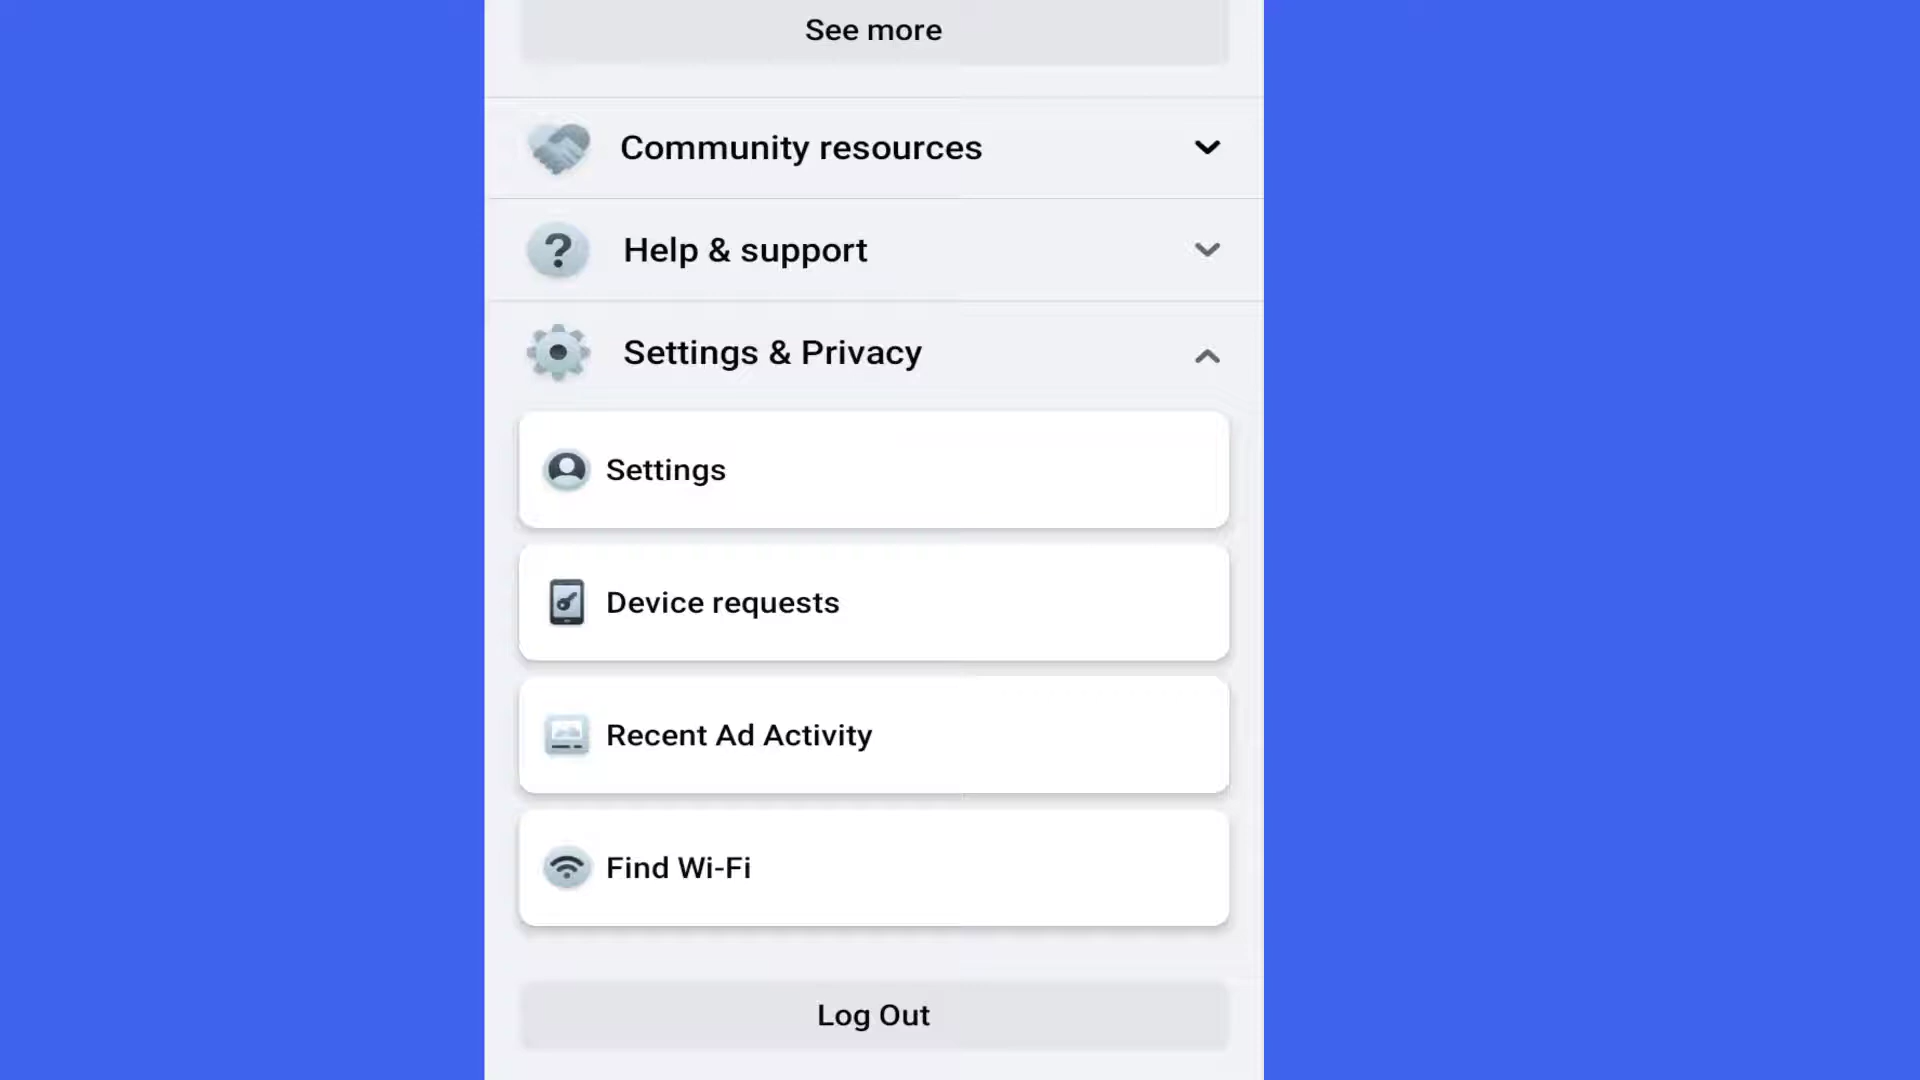 See more
Community resources
Help & support
Settings & Privacy
Settings
Device requests
Recent Ad Activity
Find Wi-Fi
Log Out